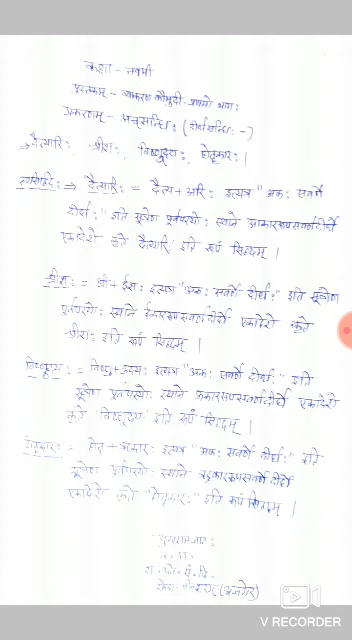 कक्षा - नवमी
पुस्तकम् - व्याकरण कौमुदी - प्रथमो भागः
प्रकरणम् - अच्सन्धिः (दीर्घसन्धिः -)
→ दैत्यारिः श्रीशः, विष्णूदयः होतृकारः।
⇒ दैत्यारिः = दैत्य + अरिः इत्यत्र "अकः सवर्णे
दीर्घः" इति सूत्रेण पूर्वपरयोः स्थाने आकाररूपसवर्णदीर्घे
एकादेशे कृते दैत्यारि इति रूपं सिद्धम्।
श्रीशः = श्री + ईशः इत्यत्र "अकः सवर्णे दीर्घः" इति सूत्रेण
पूर्वपरयोः स्थाने ईकाररूपसवर्णदीर्घे एकादेशे कृते
श्रीशः इति रूपं सिद्धम्।
विष्णूदयः = विष्णु + उदयः इत्यत्र "अकः सवर्णे दीर्घः" इति
सूत्रेण पूर्वपरयोः स्थाने ऊकाररूपसवर्णदीर्घे एकादेशे
कृते 'विष्णूदय' इति रूपं सिद्धम्।
होतृकारः = होतृ + ऋकारः इत्यत्र "अकः सवर्णे दीर्घः" इति
सूत्रेण पूर्वपरयोः स्थाने ऋकाररूपसवर्णदीर्घे
एकादेशे कृते "होतृकारः" इति रूपं सिद्धम्।
(अजमेर)
V RECORDER